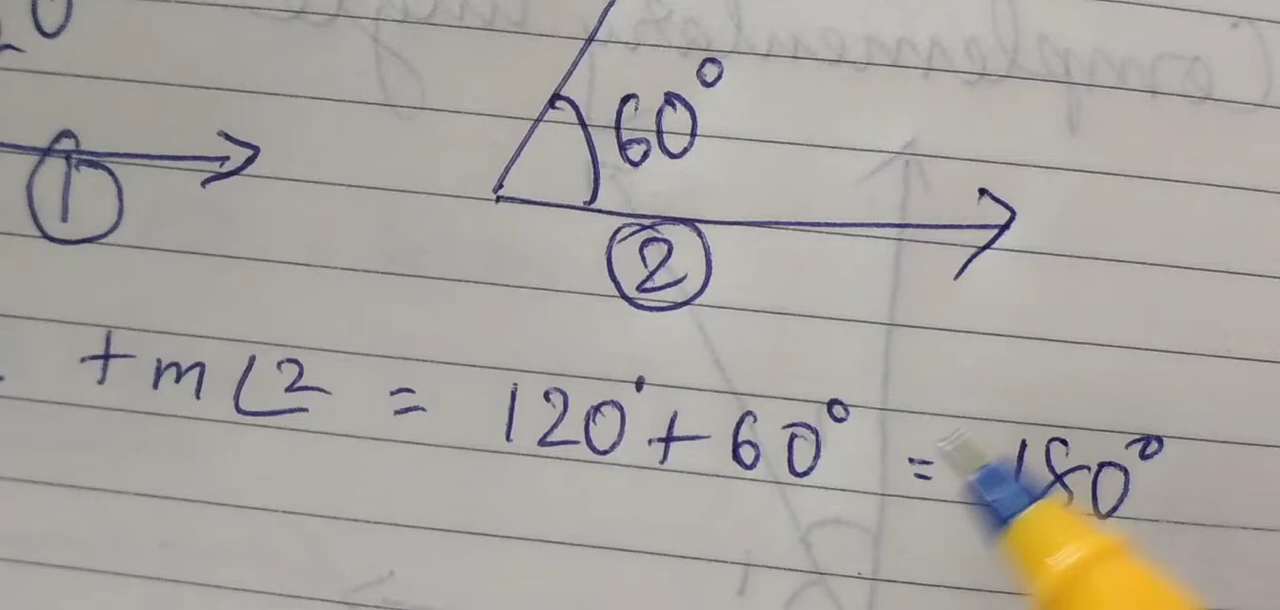 60°
①
②
+ m∠2 = 120° + 60° = 180°